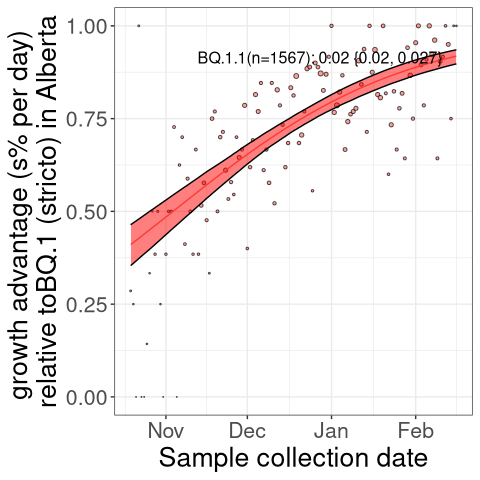 growth advantage (s% per day)
relative toBQ.1 (stricto) in Alberta
1.00
0.75
0.50
0.25
0.00
BQ.1.1(n=1567): 0.02 (0.02, 0.027)
Nov
Dec
Jan
Feb
Sample collection date